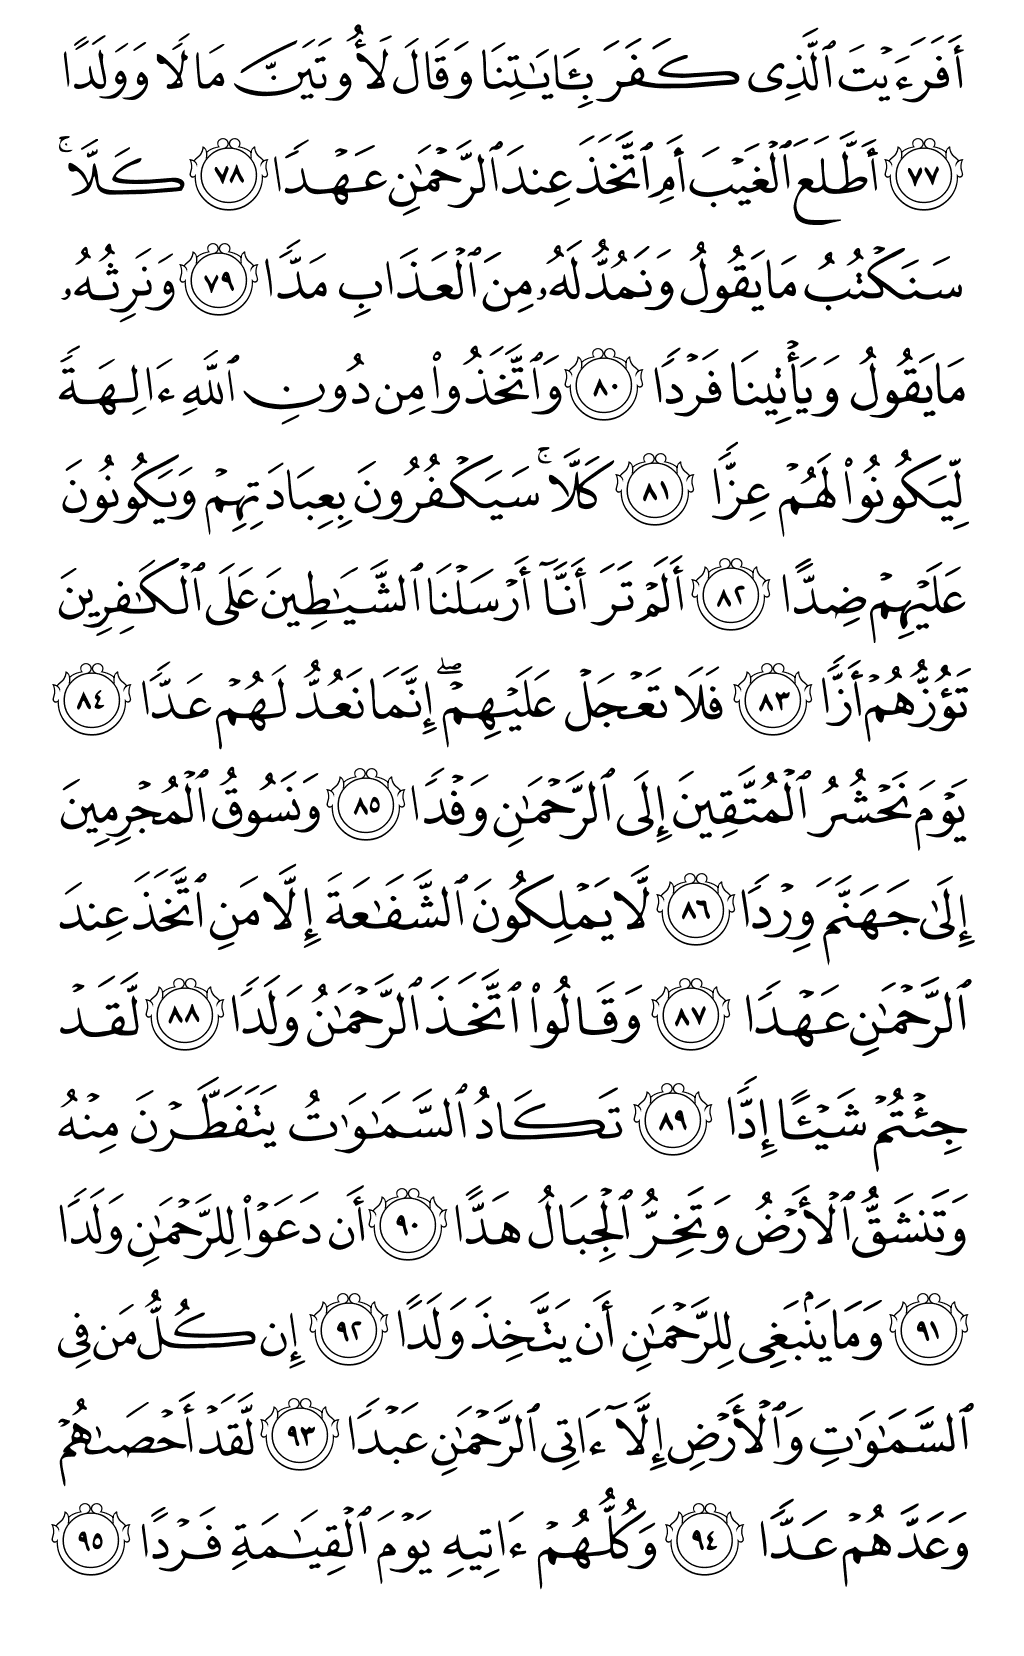 أَفَرَءَيْتَ ٱلَّذِى كَفَرَ بِـَٔايَـٰتِنَا وَقَالَ لَأُوتَيَنَّ مَالًا وَوَلَدًا
٧٧ أَطَّلَعَ ٱلْغَيْبَ أَمِ ٱتَّخَذَ عِندَ ٱلرَّحْمَـٰنِ عَهْدًا ٧٨ كَلَّا ۚ
سَنَكْتُبُ مَا يَقُولُ وَنَمُدُّ لَهُۥ مِنَ ٱلْعَذَابِ مَدًّا ٧٩ وَنَرِثُهُۥ
مَا يَقُولُ وَيَأْتِينَا فَرْدًا ٨٠ وَٱتَّخَذُوا۟ مِن دُونِ ٱللَّهِ ءَالِهَةً
لِّيَكُونُوا۟ لَهُمْ عِزًّا ٨١ كَلَّا ۚ سَيَكْفُرُونَ بِعِبَادَتِهِمْ وَيَكُونُونَ
عَلَيْهِمْ ضِدًّا ٨٢ أَلَمْ تَرَ أَنَّآ أَرْسَلْنَا ٱلشَّيَـٰطِينَ عَلَى ٱلْكَـٰفِرِينَ
تَؤُزُّهُمْ أَزًّا ٨٣ فَلَا تَعْجَلْ عَلَيْهِمْ ۖ إِنَّمَا نَعُدُّ لَهُمْ عَدًّا ٨٤
يَوْمَ نَحْشُرُ ٱلْمُتَّقِينَ إِلَى ٱلرَّحْمَـٰنِ وَفْدًا ٨٥ وَنَسُوقُ ٱلْمُجْرِمِينَ
إِلَىٰ جَهَنَّمَ وِرْدًا ٨٦ لَّا يَمْلِكُونَ ٱلشَّفَـٰعَةَ إِلَّا مَنِ ٱتَّخَذَ عِندَ
ٱلرَّحْمَـٰنِ عَهْدًا ٨٧ وَقَالُوا۟ ٱتَّخَذَ ٱلرَّحْمَـٰنُ وَلَدًا ٨٨ لَّقَدْ
جِئْتُمْ شَيْـًٔا إِدًّا ٨٩ تَكَادُ ٱلسَّمَـٰوَٰتُ يَتَفَطَّرْنَ مِنْهُ
وَتَنشَقُّ ٱلْأَرْضُ وَتَخِرُّ ٱلْجِبَالُ هَدًّا ٩٠ أَن دَعَوْا۟ لِلرَّحْمَـٰنِ وَلَدًا
٩١ وَمَا يَنۢبَغِى لِلرَّحْمَـٰنِ أَن يَتَّخِذَ وَلَدًا ٩٢ إِن كُلُّ مَن فِى
ٱلسَّمَـٰوَٰتِ وَٱلْأَرْضِ إِلَّآ ءَاتِى ٱلرَّحْمَـٰنِ عَبْدًا ٩٣ لَّقَدْ أَحْصَىٰهُمْ
وَعَدَّهُمْ عَدًّا ٩٤ وَكُلُّهُمْ ءَاتِيهِ يَوْمَ ٱلْقِيَـٰمَةِ فَرْدًا ٩٥